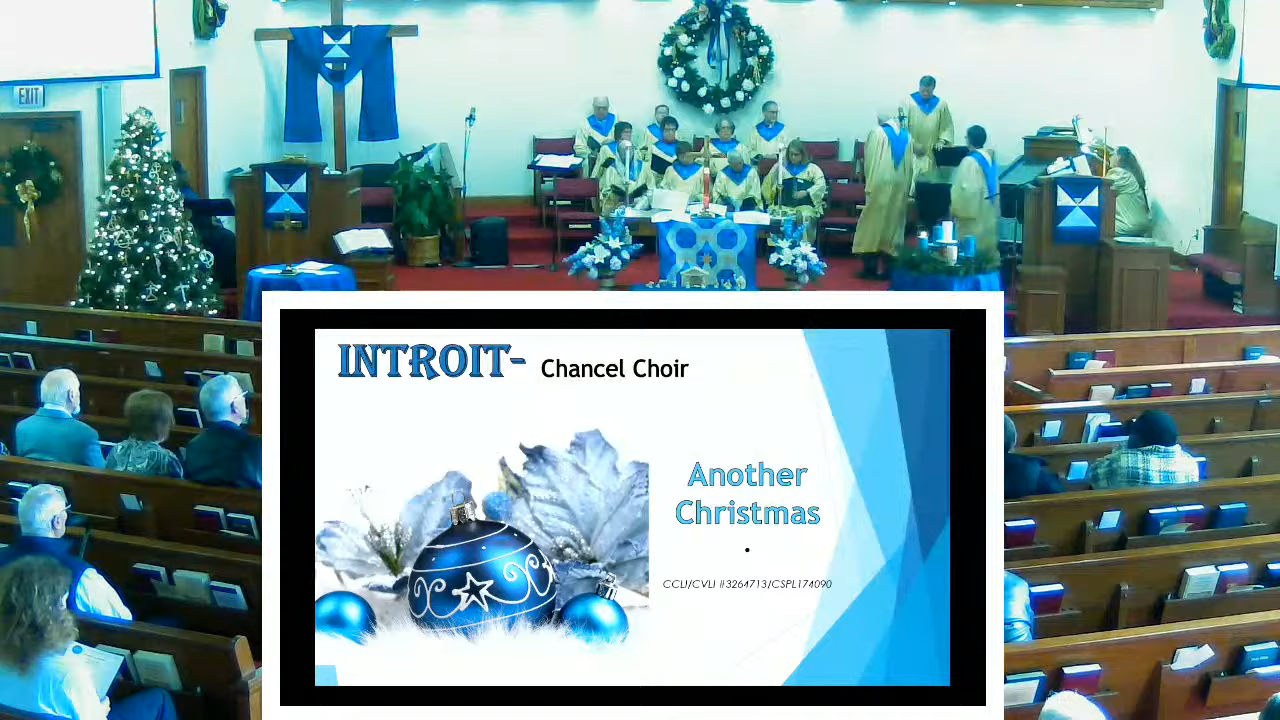 EXIT
INTROIT- Chancel Choir
Another
Christmas
.
CCLI/CVLI #3264713/CSPL174090